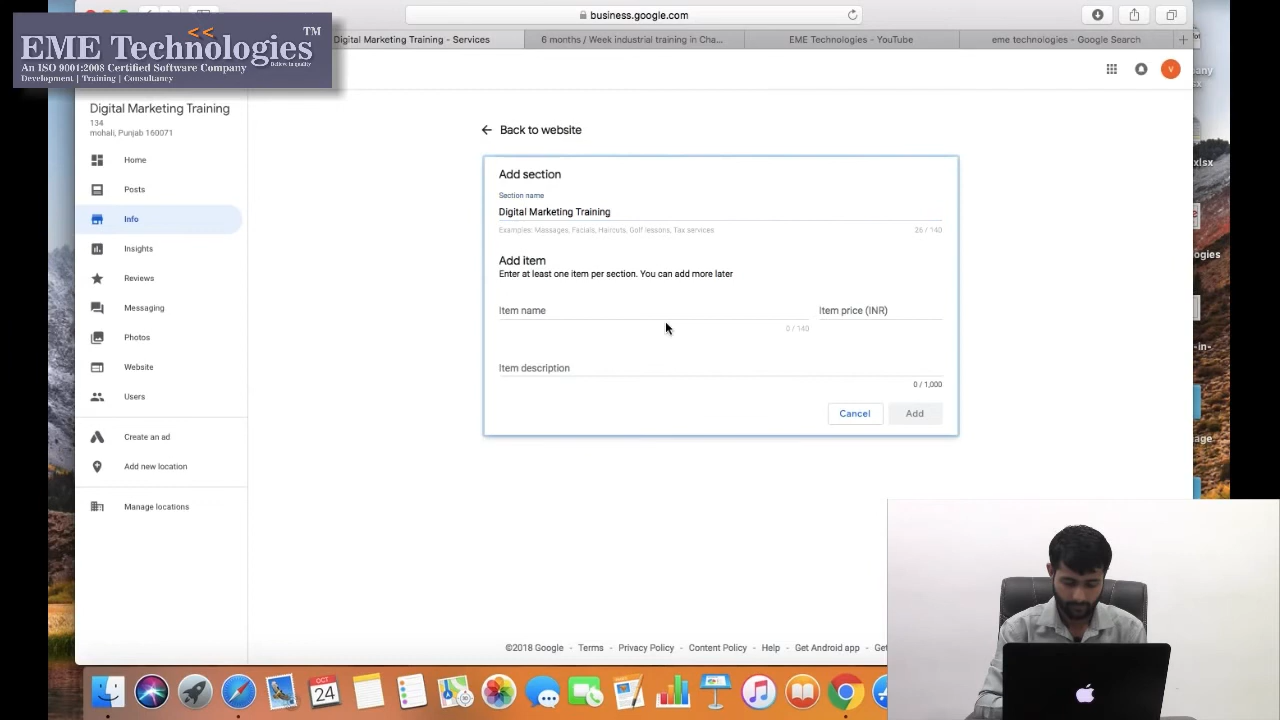 <<
EME Technologies
TM
An ISO 9001:2008 Certified Software Company
Believe in quality
Development | Training | Consultancy
business.google.com
Digital Marketing Training - Services
6 months / Week industrial training in Cha...
EME Technologies - YouTube
eme technologies - Google Search
V
Digital Marketing Training
134
mohali, Punjab 160071
Home
Posts
Info
Insights
Reviews
Messaging
Photos
Website
Users
Create an ad
Add new location
Manage locations
Back to website
Add section
Section name
Digital Marketing Training
Examples: Massages, Facials, Haircuts, Golf lessons, Tax services
26 / 140
Add item
Enter at least one item per section. You can add more later
Item name
Item price (INR)
0 / 140
Item description
0 / 1,000
Cancel
Add
©2018 Google
Terms
Privacy Policy
Content Policy
Help
Get Android app
Get
OCT
24